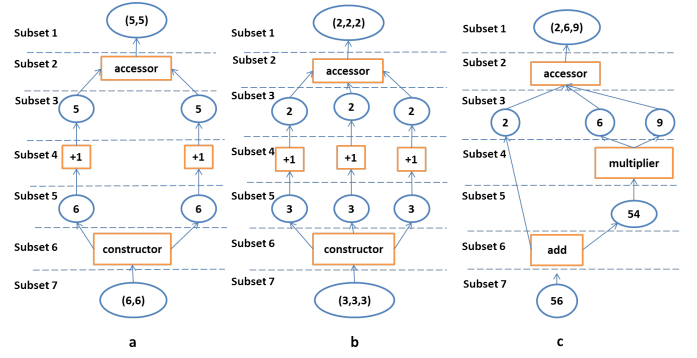 Subset 1
(5,5)
Subset 2
accessor
Subset 3
5
5
Subset 4
+1
+1
Subset 5
6
6
Subset 6
constructor
Subset 7
(6,6)
a
Subset 1
(2,2,2)
Subset 2
accessor
Subset 3
2
2
2
Subset 4
+1
+1
+1
Subset 5
3
3
3
Subset 6
constructor
Subset 7
(3,3,3)
b
Subset 1
(2,6,9)
Subset 2
accessor
Subset 3
2
6
9
Subset 4
multiplier
Subset 5
54
Subset 6
add
Subset 7
56
c